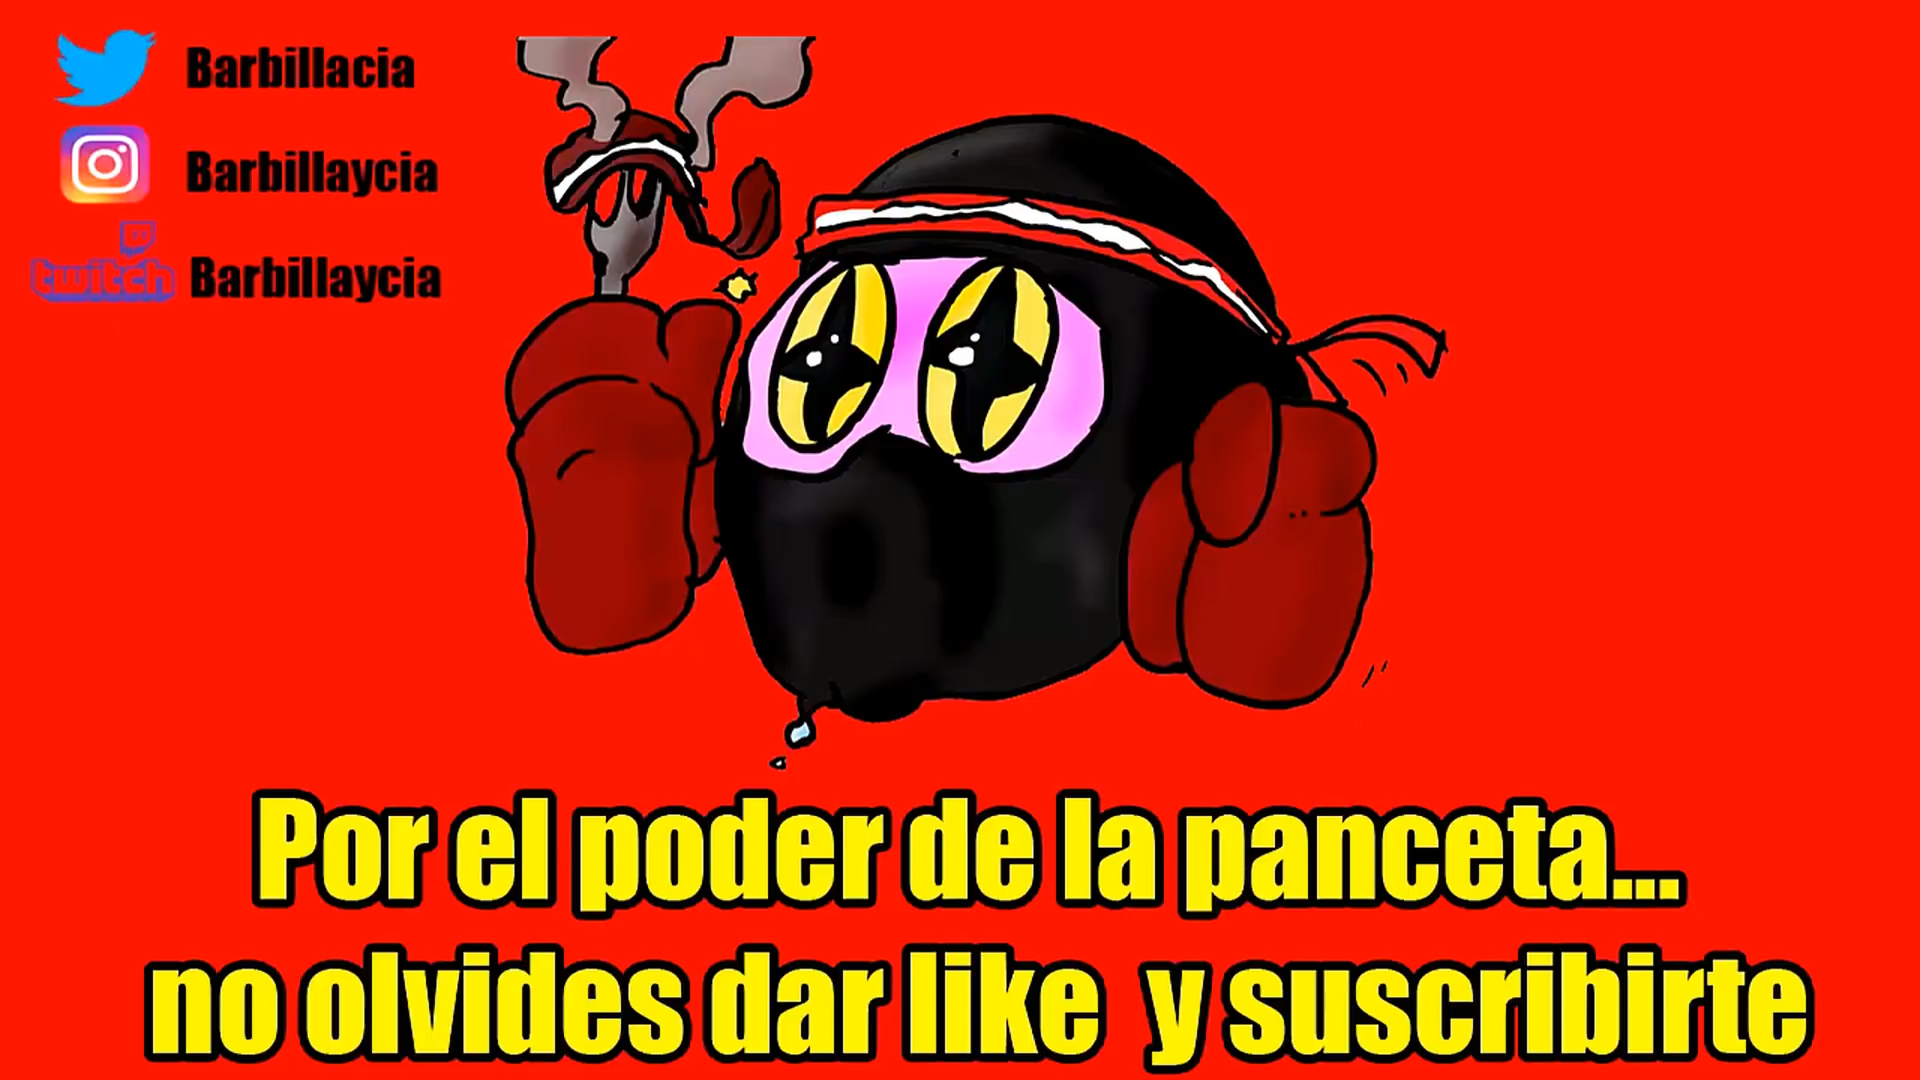 Barbillacia
Barbillaycia
twitch Barbillaycia
Por el poder de la panceta...
no olvides dar like y suscribirte